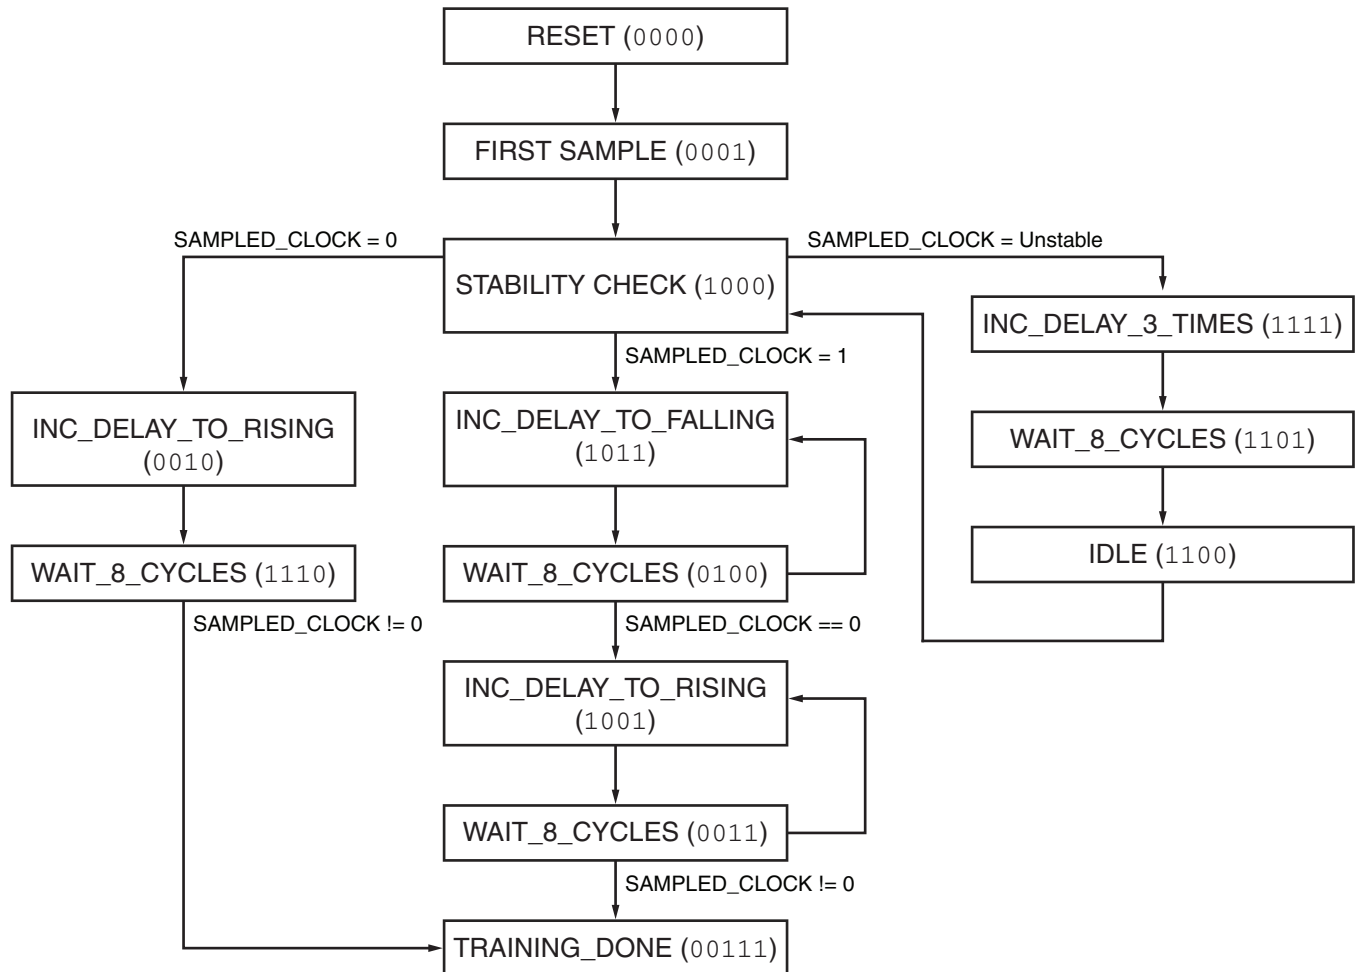 RESET (0000)
FIRST SAMPLE (0001)
SAMPLED_CLOCK = 0
SAMPLED_CLOCK = Unstable
STABILITY CHECK (1000)
INC_DELAY_3_TIMES (1111)
SAMPLED_CLOCK = 1
INC_DELAY_TO_RISING
(0010)
INC_DELAY_TO_FALLING
(1011)
WAIT_8_CYCLES (1101)
WAIT_8_CYCLES (1110)
WAIT_8_CYCLES (0100)
IDLE (1100)
SAMPLED_CLOCK != 0
SAMPLED_CLOCK == 0
INC_DELAY_TO_RISING
(1001)
WAIT_8_CYCLES (0011)
SAMPLED_CLOCK != 0
TRAINING_DONE (00111)